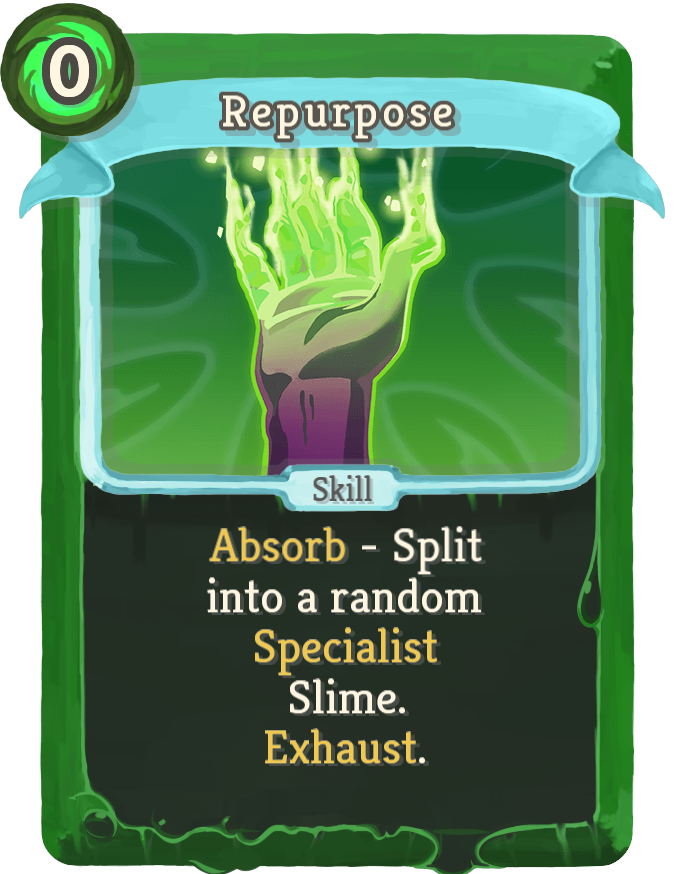 0
Repurpose
Skill
Absorb - Split
into a random
Specialist
Slime.
Exhaust.